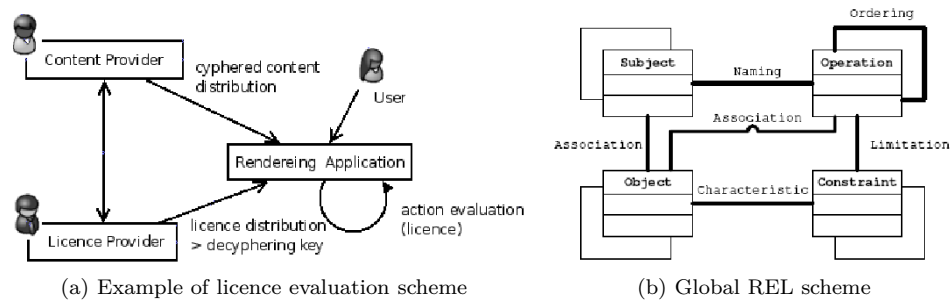 Content Provider
cyphered content
distribution
User
Rendereing Application
Licence Provider
licence distribution
> decyphering key
action evaluation
(licence)
(a) Example of licence evaluation scheme
Ordering
Subject
Operation
Naming
Association
Association
Limitation
Object
Characteristic
Constraint
(b) Global REL scheme